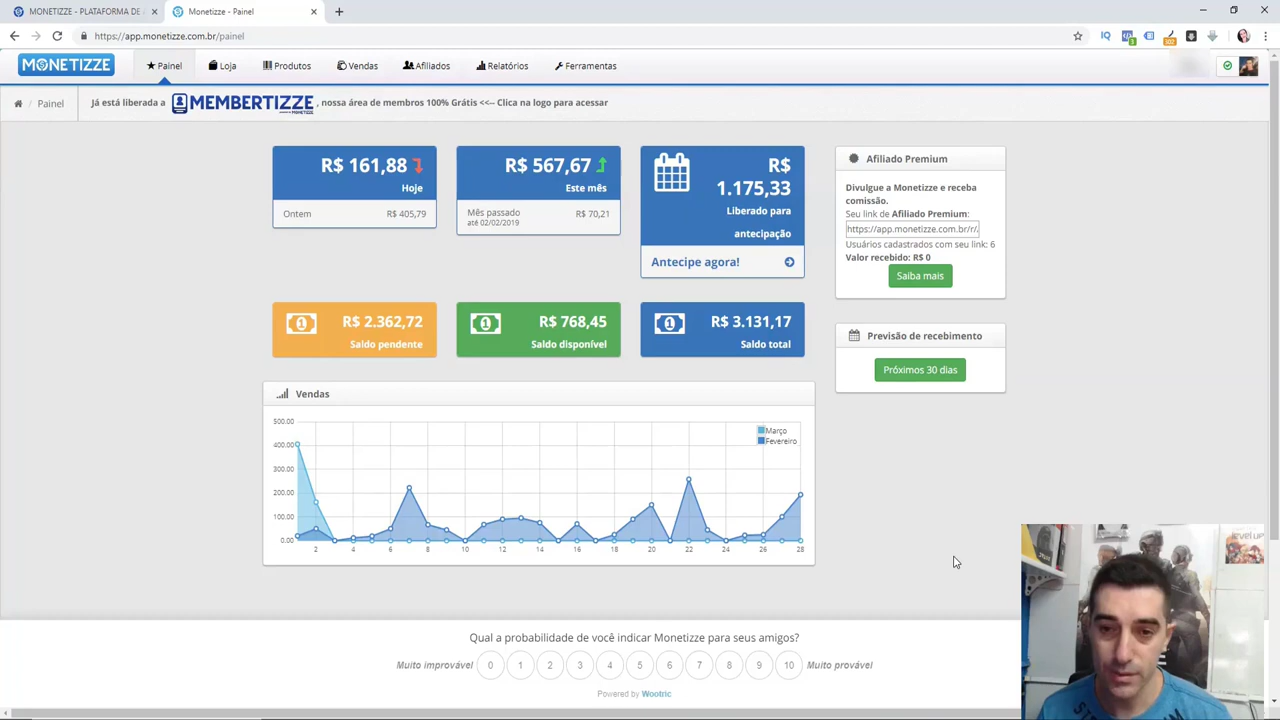 MONETIZZE - PLATAFORMA DE A
Monetizze - Painel
https://app.monetizze.com.br/painel
MONETIZZE
Painel
Loja
Produtos
Vendas
Afiliados
Relatórios
Ferramentas
/ Painel
Já está liberada a MEMBERTIZZE , nossa área de membros 100% Grátis <<-- Clica na logo para acessar
R$ 161,88
Hoje
Ontem R$ 405,79
R$ 567,67
Este mês
Mês passado R$ 70,21
até 02/02/2019
R$
1.175,33
Liberado para
antecipação
Antecipe agora!
Afiliado Premium
Divulgue a Monetizze e receba
comissão.
Seu link de Afiliado Premium:
https://app.monetizze.com.br/r/
Usuários cadastrados com seu link: 6
Valor recebido: R$ 0
Saiba mais
R$ 2.362,72
Saldo pendente
R$ 768,45
Saldo disponível
R$ 3.131,17
Saldo total
Previsão de recebimento
Próximos 30 dias
Vendas
500.00
400.00
300.00
200.00
100.00
0.00
Março
Fevereiro
2 4 6 8 10 12 14 16 18 20 22 24 26 28
level up
Qual a probabilidade de você indicar Monetizze para seus amigos?
Muito improvável 0 1 2 3 4 5 6 7 8 9 10 Muito provável
Powered by Wootric